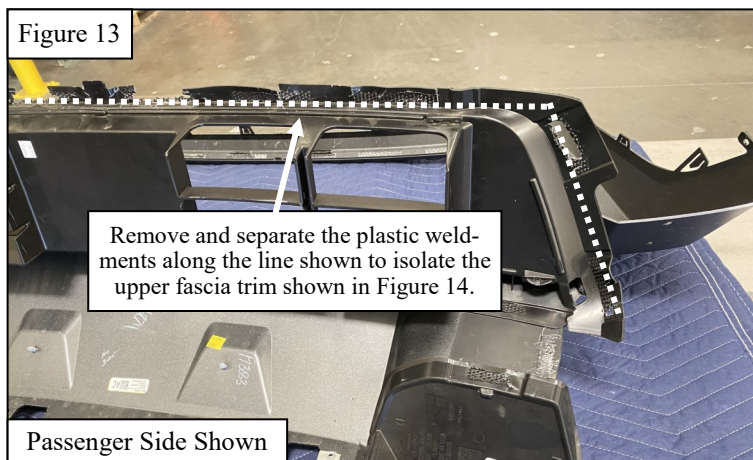 Figure 13
Remove and separate the plastic weld-
ments along the line shown to isolate the
upper fascia trim shown in Figure 14.
17383
Passenger Side Shown